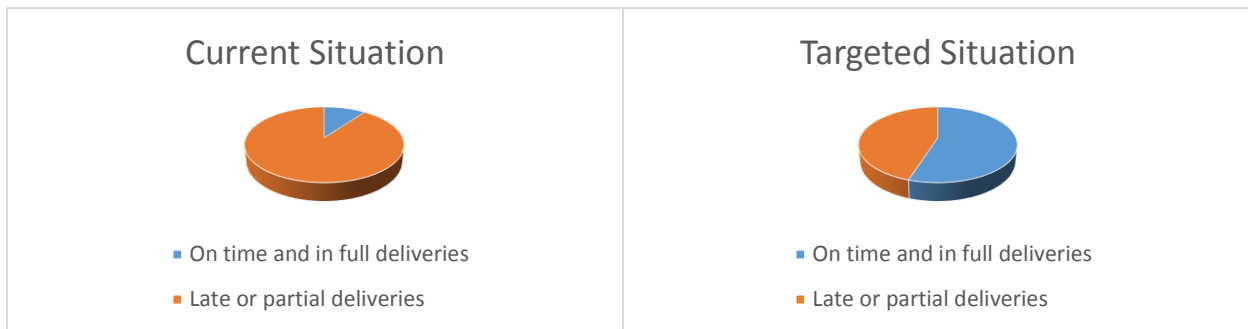 Current Situation
On time and in full deliveries
Late or partial deliveries
Targeted Situation
On time and in full deliveries
Late or partial deliveries